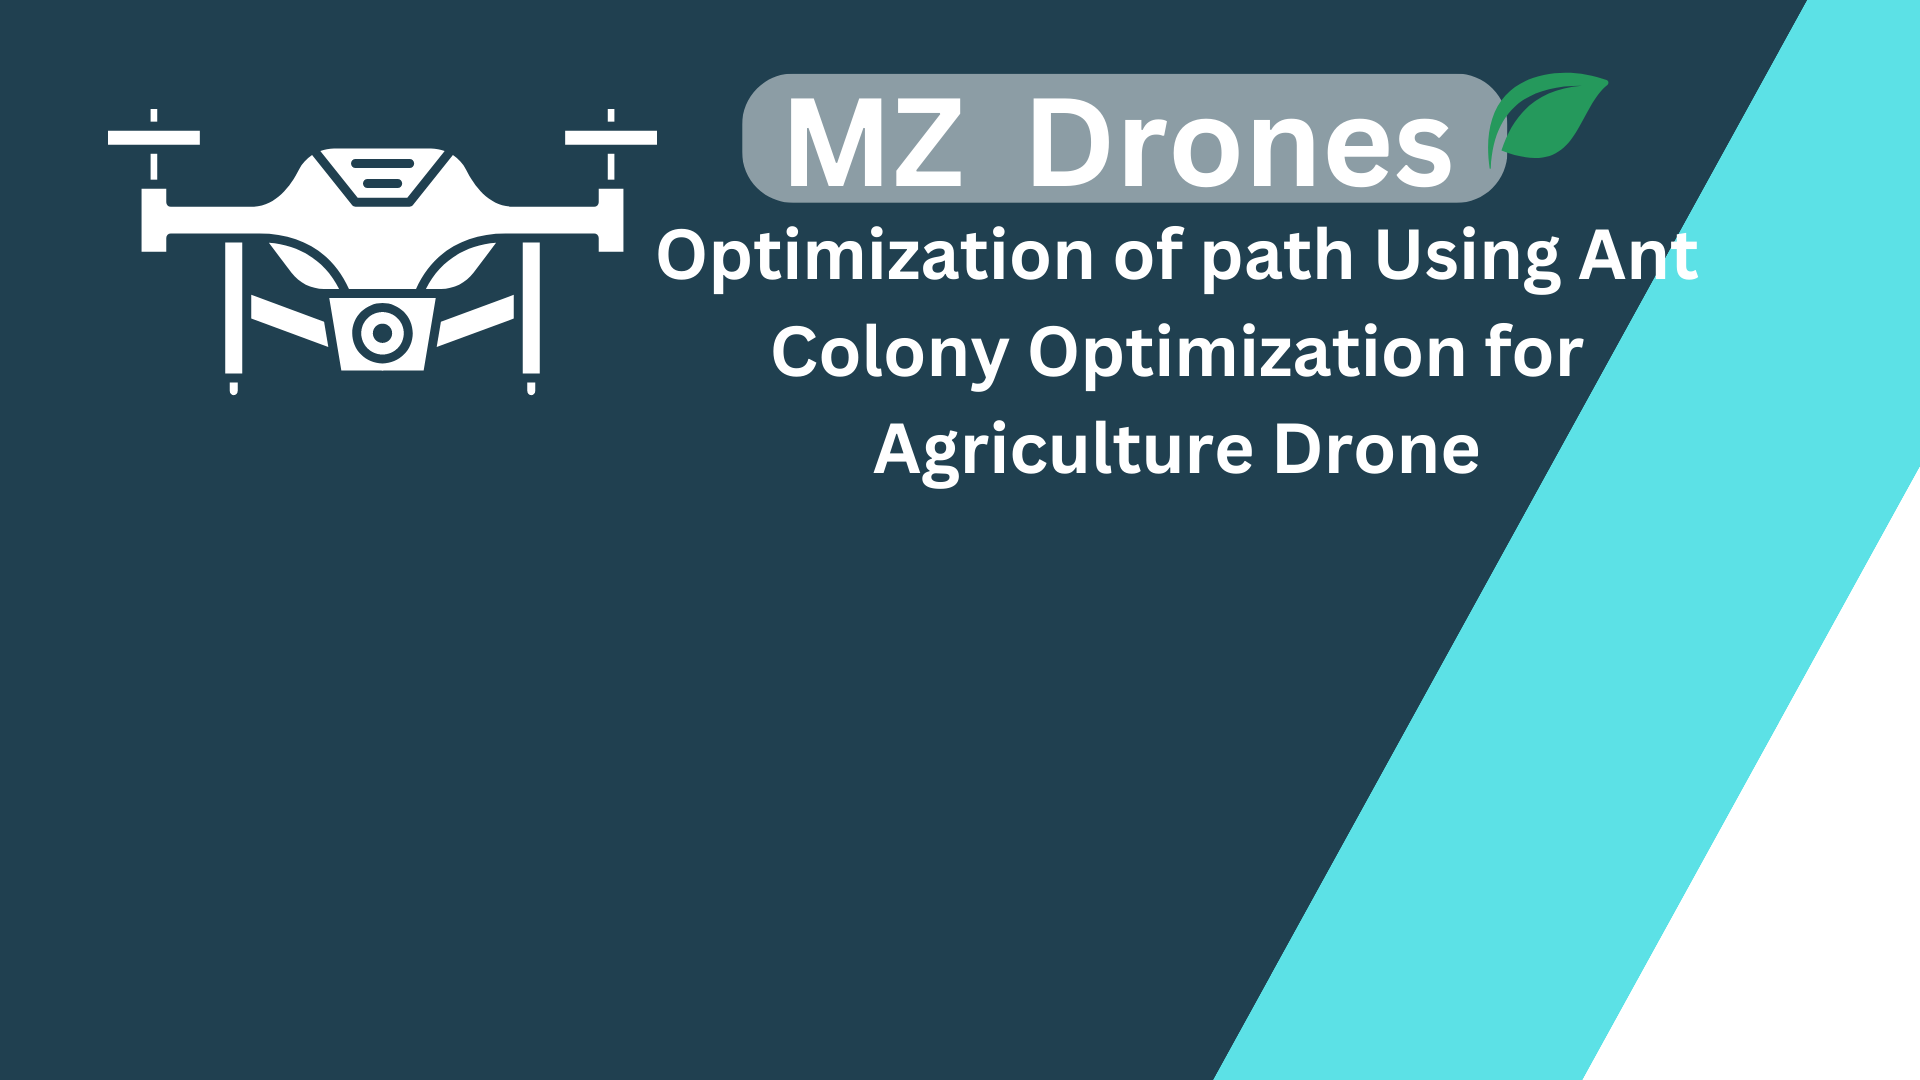 MZ Drones
Optimization of path Using Ant
Colony Optimization for
Agriculture Drone